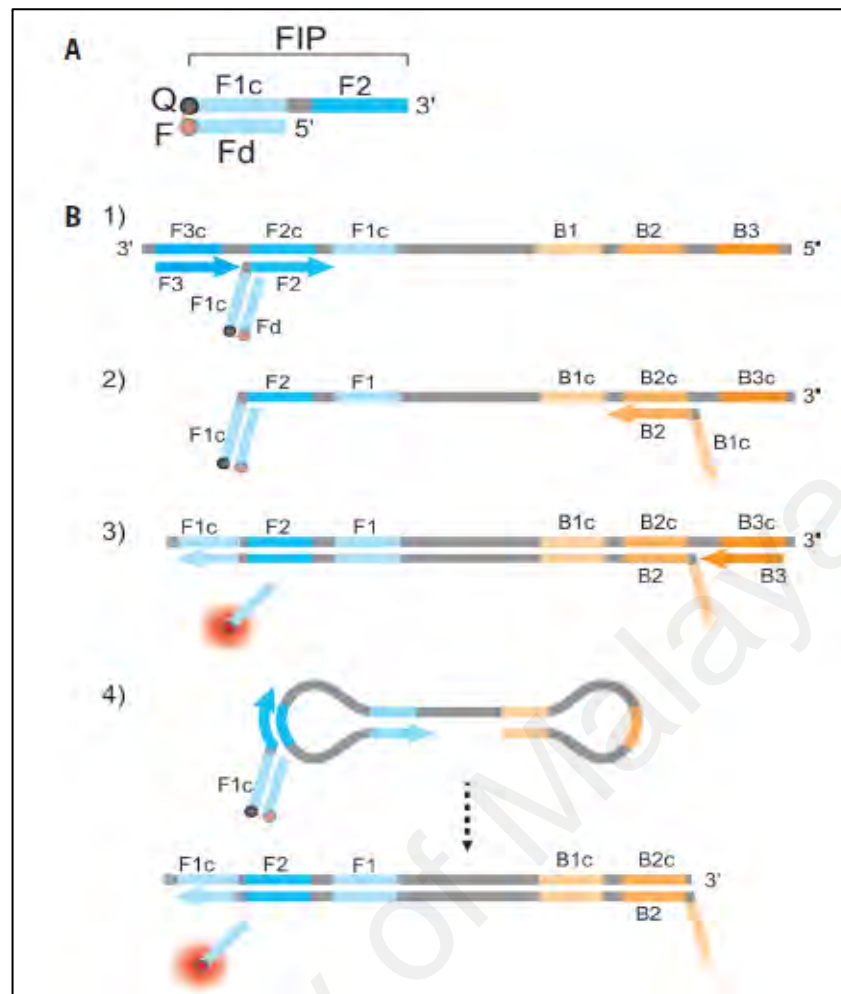 A
FIP
F1c F2
Q
3'
F
5'
Fd
B 1)
F3c F2c F1c B1 B2 B3
3' 5"
F3 F2
F1c
Fd
2)
F2 F1 B1c B2c B3c
3"
F1c
B2 B1c
3)
F1c F2 F1 B1c B2c B3c
3"
B2 B3
4)
F1c
F1c F2 F1 B1c B2c
3'
B2
of Malaya